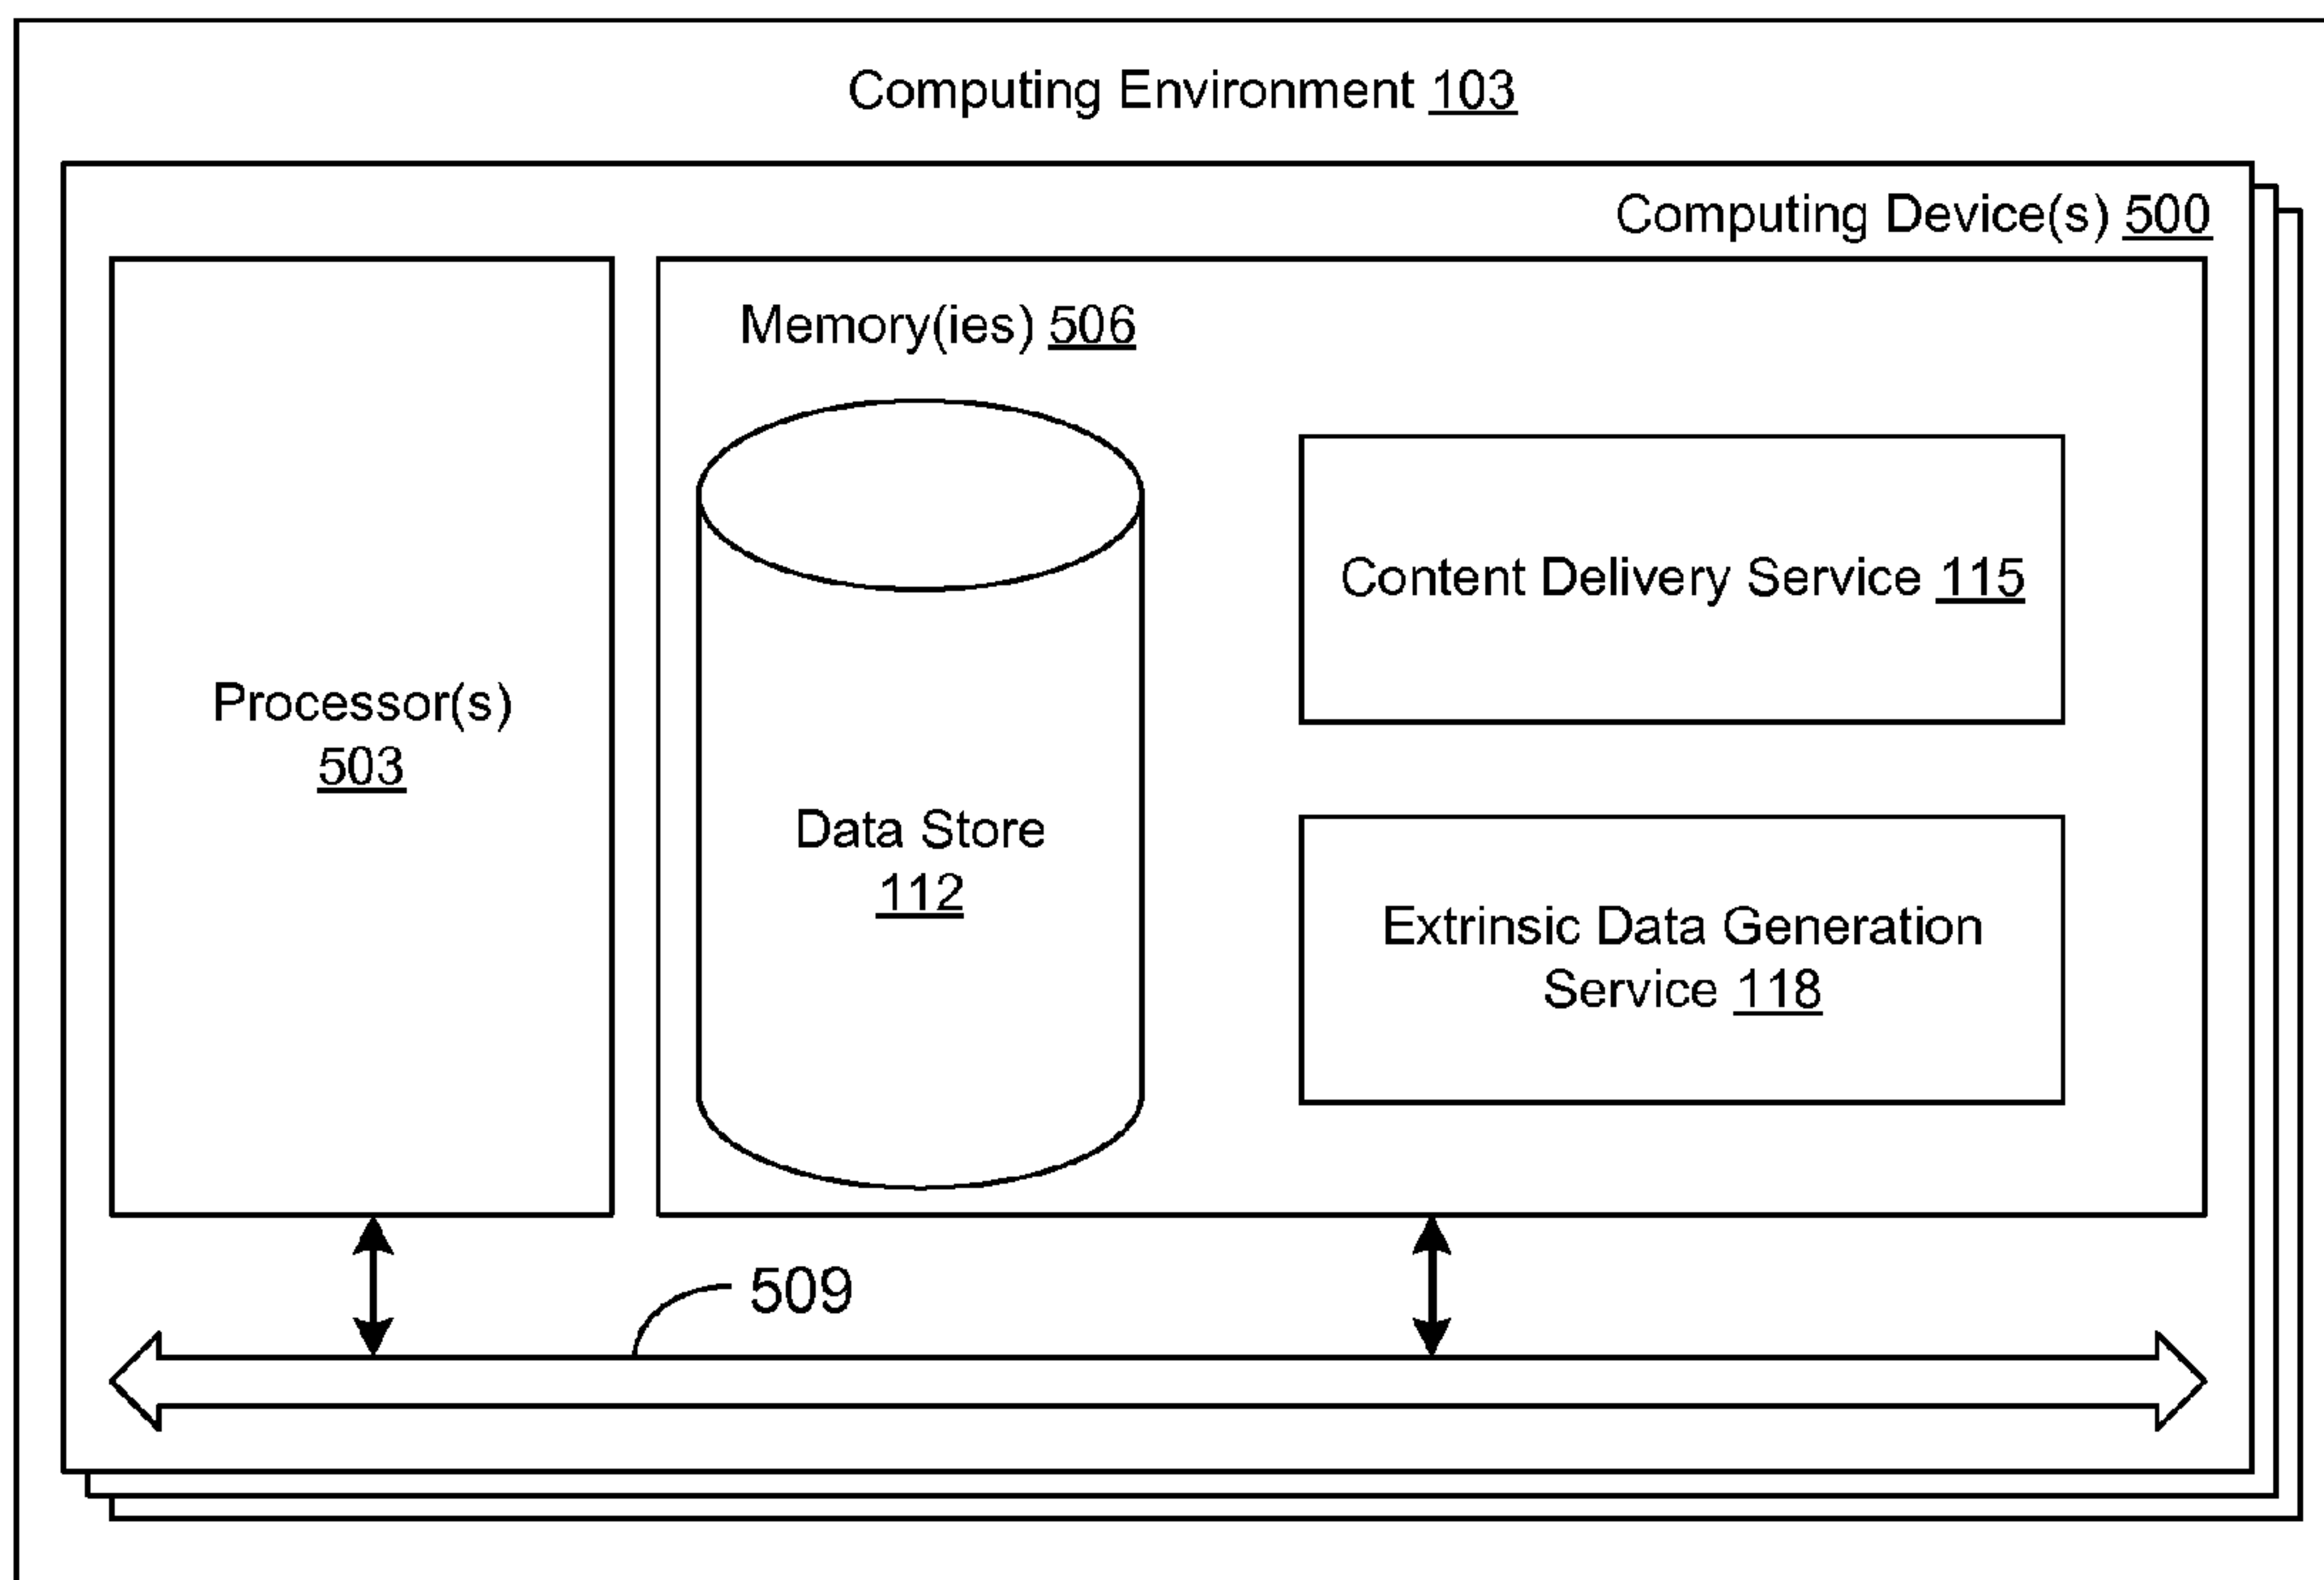 Computing Environment 103
Computing Device(s) 500
Memory(ies) 506
Content Delivery Service 115
Processor(s)
503
Data Store
112
Extrinsic Data Generation
Service 118
509